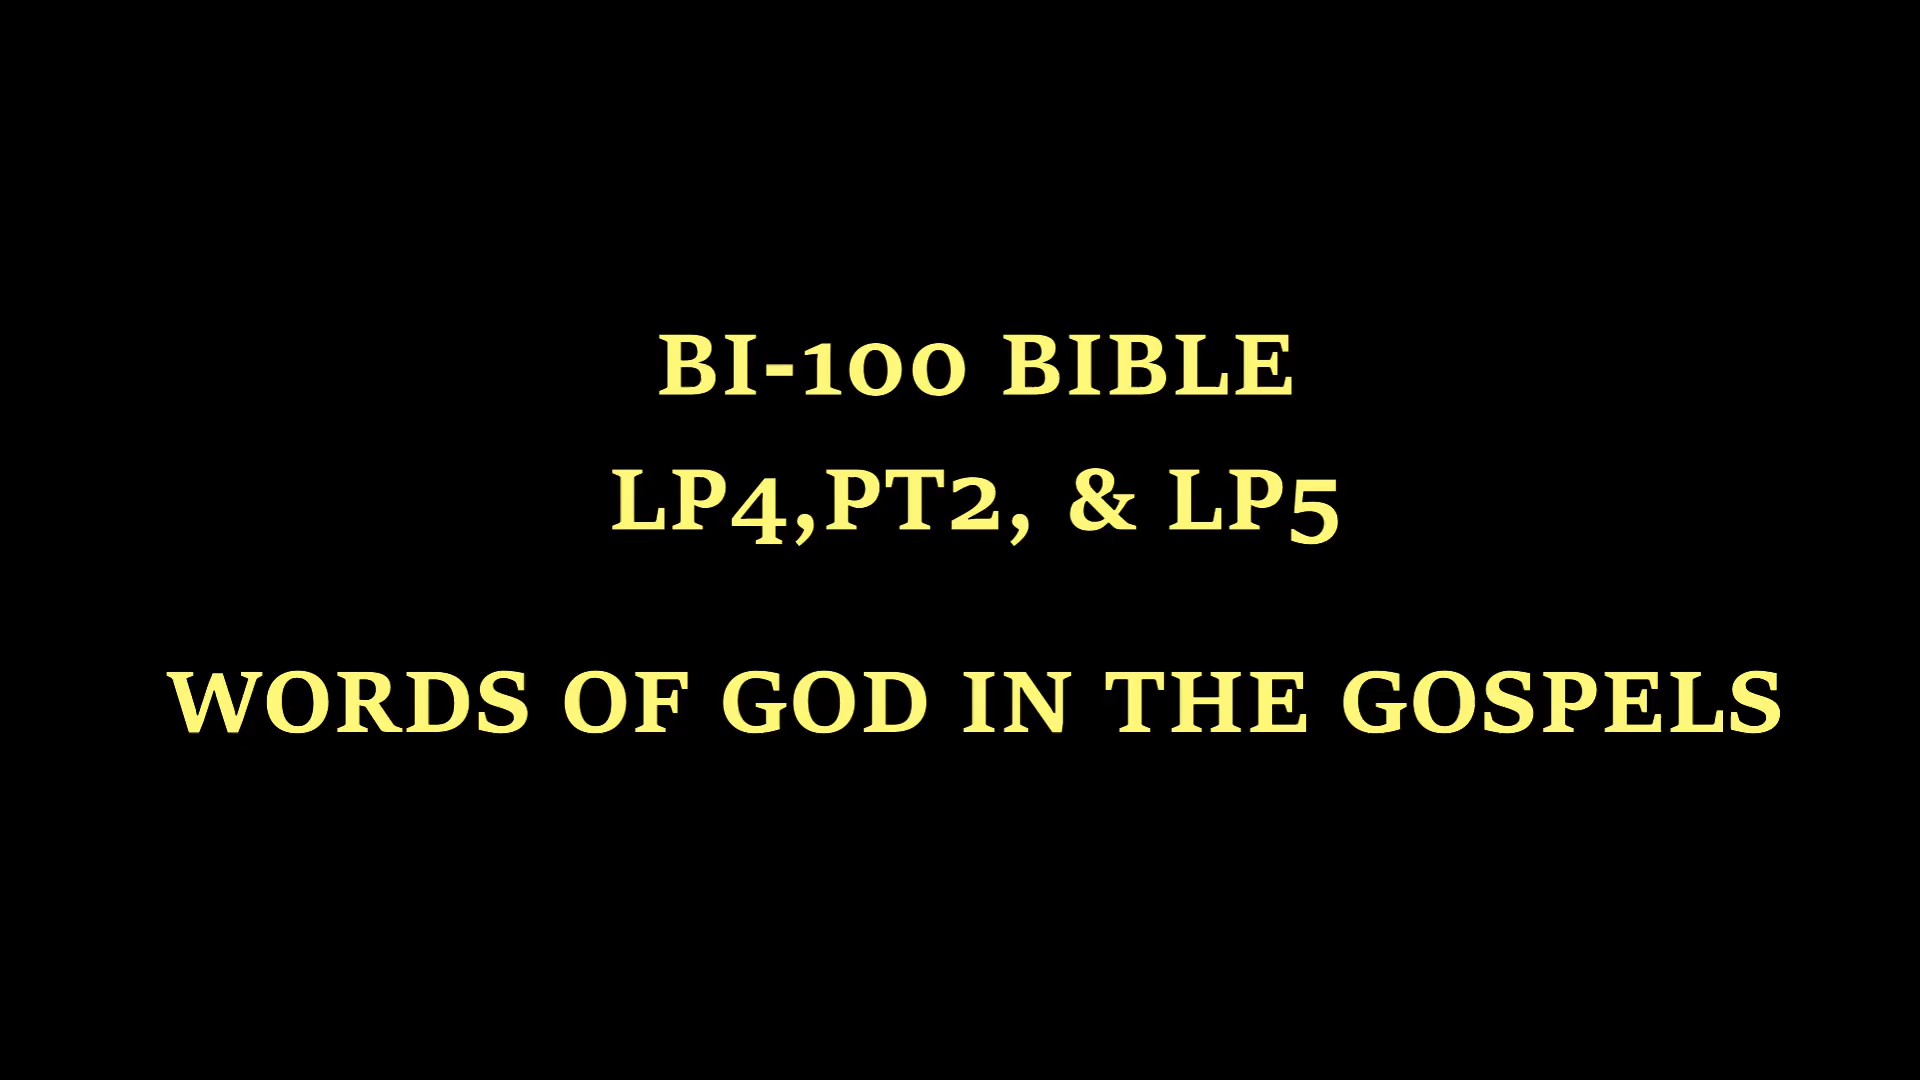 BI-100 BIBLE
LP4,PT2, & LP5
WORDS OF GOD IN THE GOSPELS